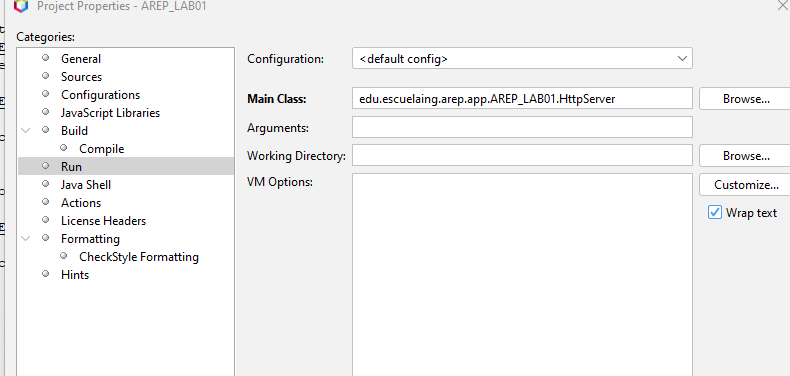 Project Properties - AREP_LAB01
Categories:
General
Sources
Configurations
JavaScript Libraries
Build
Compile
Run
Java Shell
Actions
License Headers
Formatting
CheckStyle Formatting
Hints
Configuration: <default config>
Main Class: edu.escuelaing.arep.app.AREP_LAB01.HttpServer Browse...
Arguments:
Working Directory: Browse...
VM Options: Customize...
Wrap text